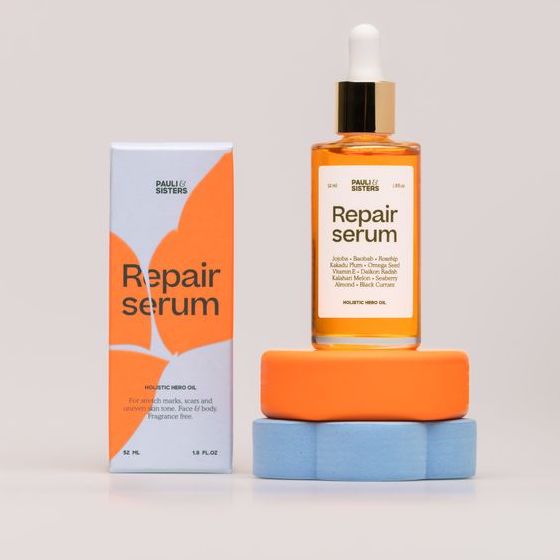 PAULI &
SISTERS
Repair
serum
HOLISTIC HERO OIL
For stretch marks, scars and
uneven skin tone. Face & body.
Fragrance free.
52 ML 1.8 FL.OZ
52 ml PAULI & 1.8 fl.oz
SISTERS
Repair
serum
Jojoba • Baobab • Rosehip
Kakadu Plum • Omega Seed
Vitamin E • Daikon Radish
Kalahari Melon • Seaberry
Almond • Black Currant
HOLISTIC HERO OIL